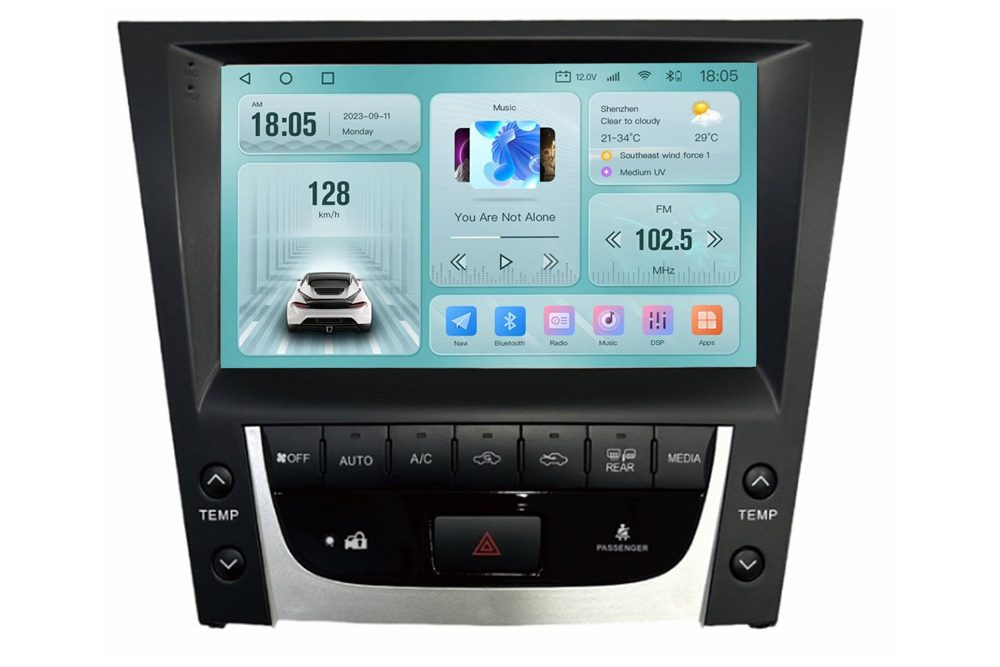 12.0V
18:05
AM
18:05
2023-09-11
Monday
128
km/h
Music
You Are Not Alone
Shenzhen
Clear to cloudy
21~34°C
29°C
Southeast wind force 1
Medium UV
FM
102.5
MHz
Navi
Bluetooth
Radio
Music
DSP
Apps
OFF
AUTO
A/C
REAR
MEDIA
TEMP
TEMP
PASSENGER